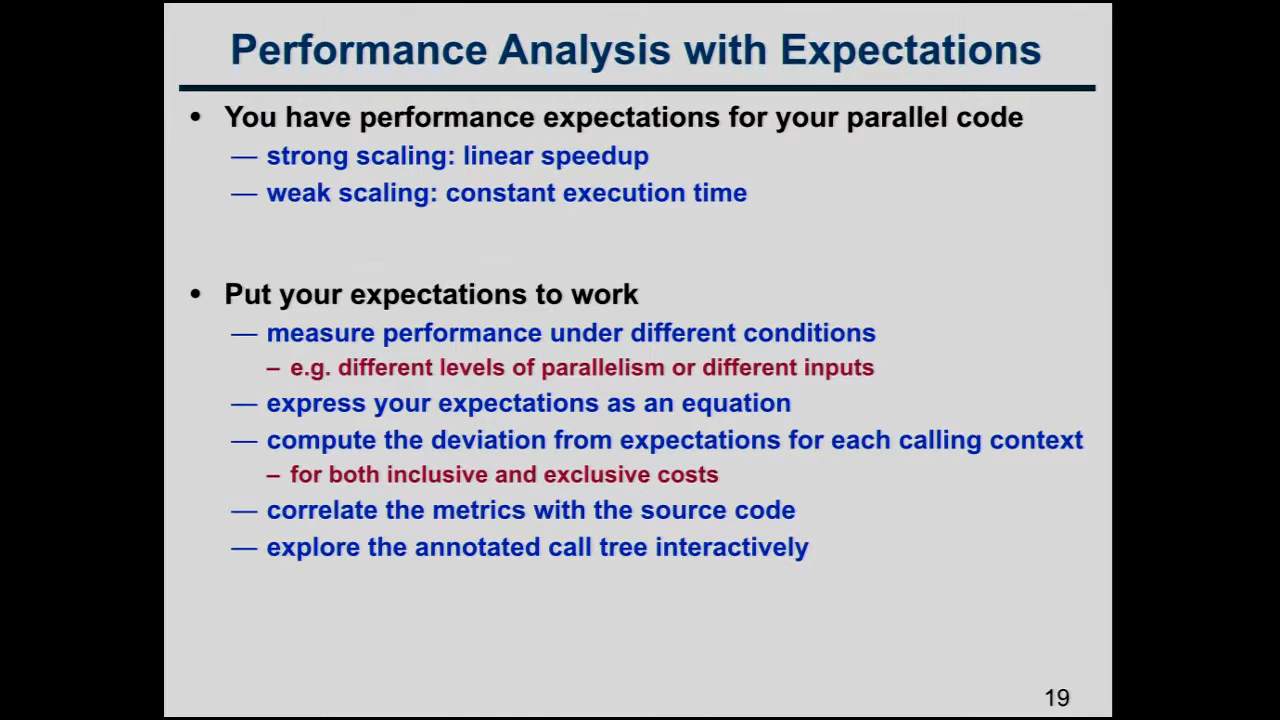 Performance Analysis with Expectations
• You have performance expectations for your parallel code
— strong scaling: linear speedup
— weak scaling: constant execution time
• Put your expectations to work
— measure performance under different conditions
– e.g. different levels of parallelism or different inputs
— express your expectations as an equation
— compute the deviation from expectations for each calling context
– for both inclusive and exclusive costs
— correlate the metrics with the source code
— explore the annotated call tree interactively
19